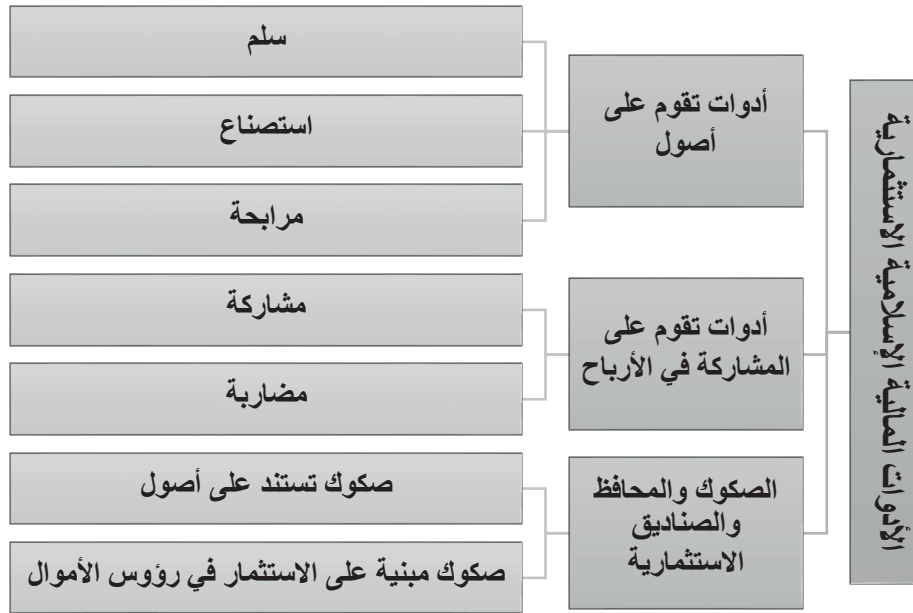 الأدوات المالية الإسلامية الاستثمارية
أدوات تقوم على
أصول
سلم
استصناع
مرابحة
أدوات تقوم على
المشاركة في الأرباح
مشاركة
مضاربة
الصكوك والمحافظ
والصناديق
الاستثمارية
صكوك تستند على أصول
صكوك مبنية على الاستثمار في رؤوس الأموال